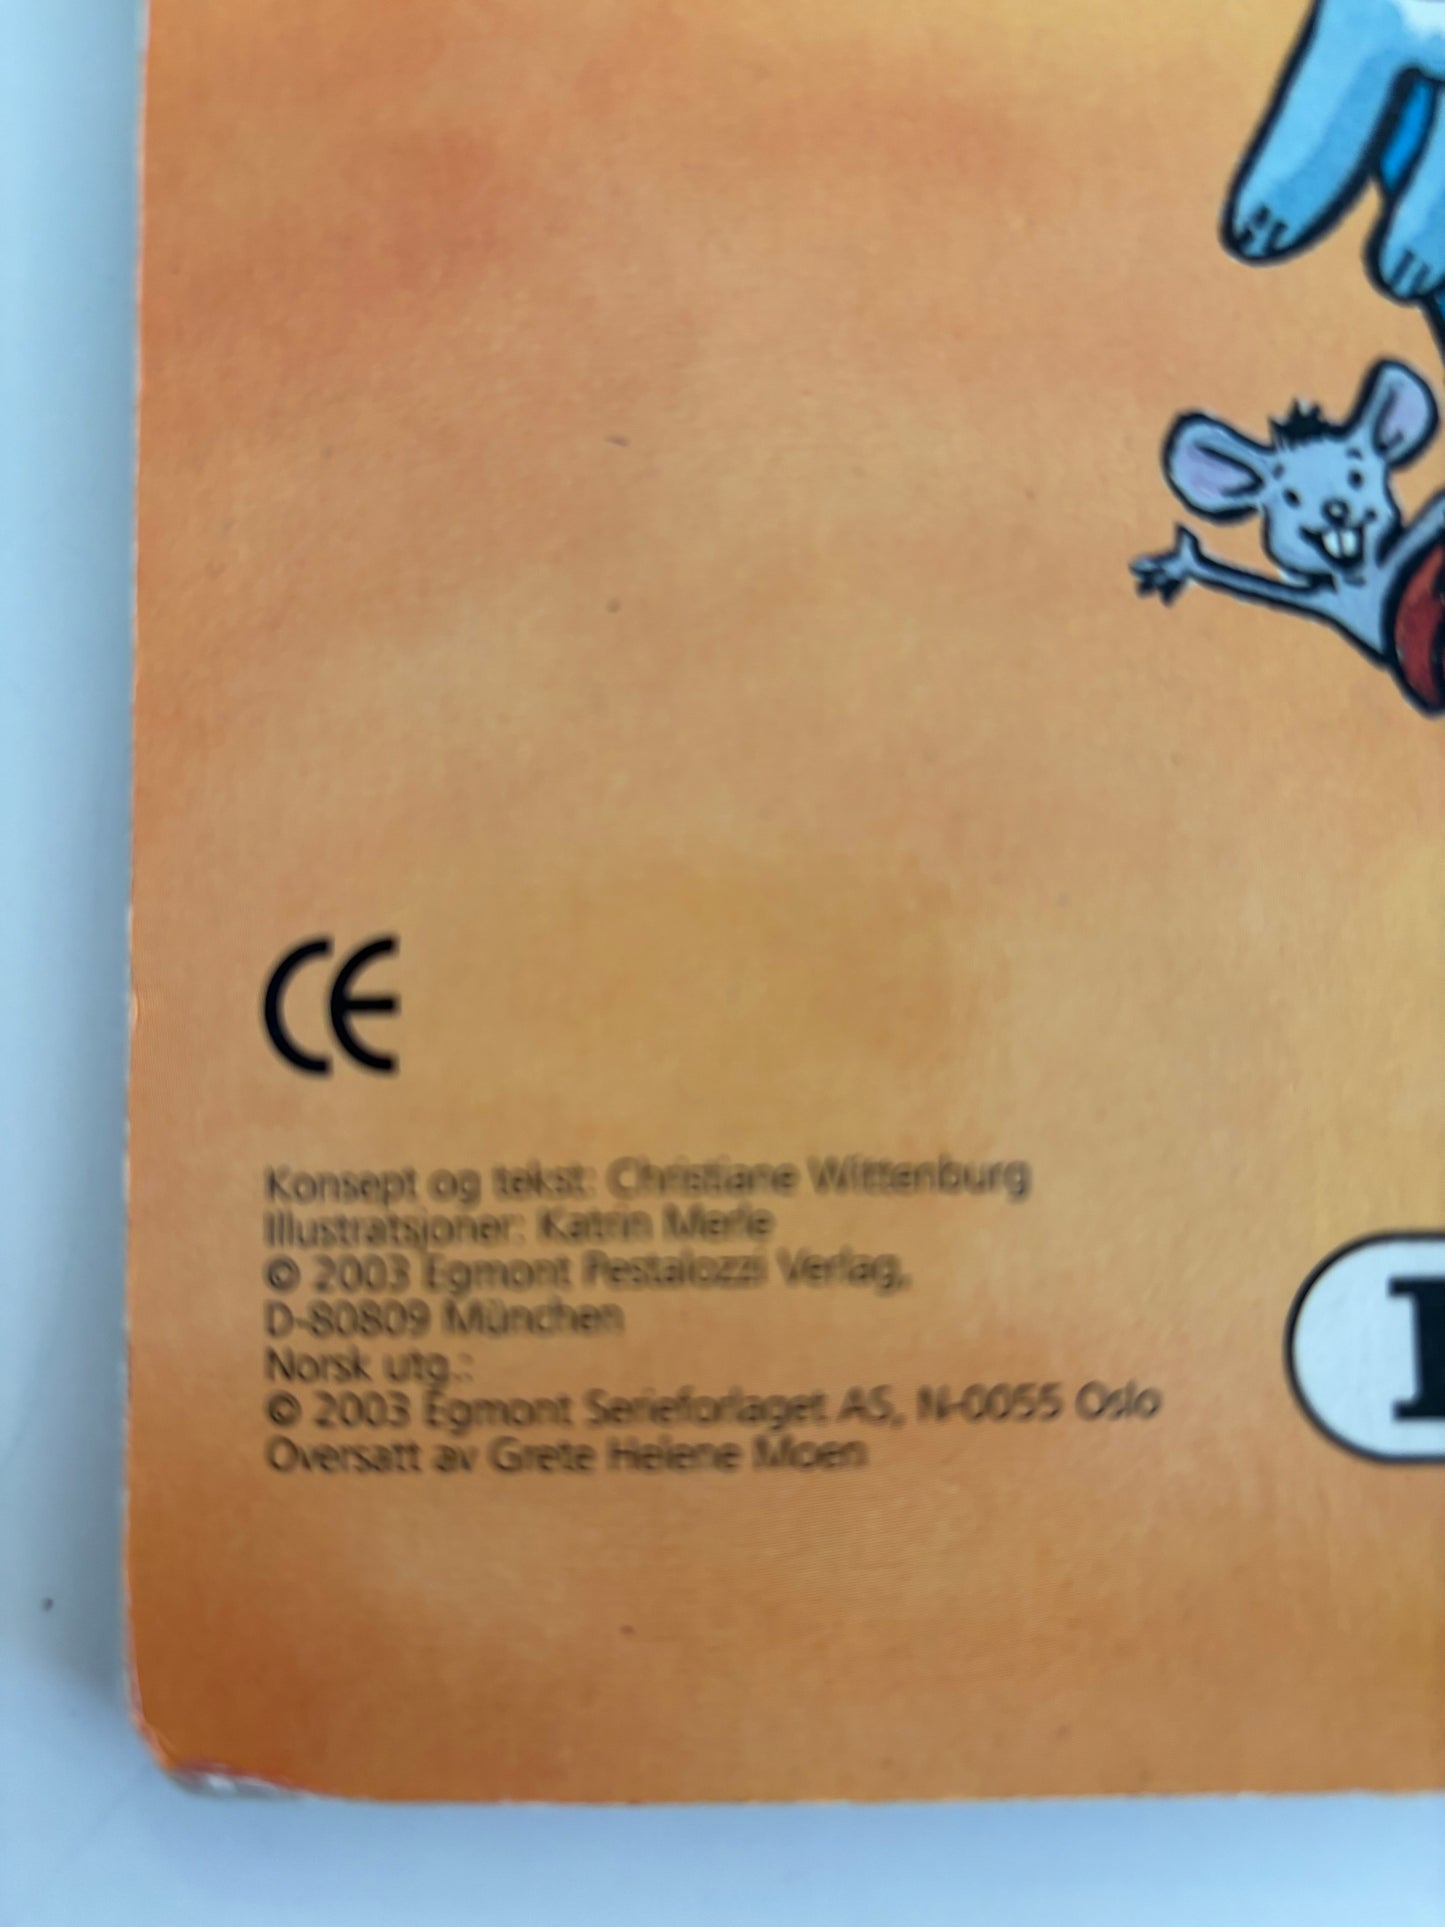 CE
Konsept og tekst: Christiane Wittenburg
Illustratsjoner: Katrin Merle
© 2003 Egmont Pestalozzi Verlag,
D-80809 München
Norsk utg.:
© 2003 Egmont Serieforlaget AS, N-0055 Oslo
Oversatt av Grete Helene Moen